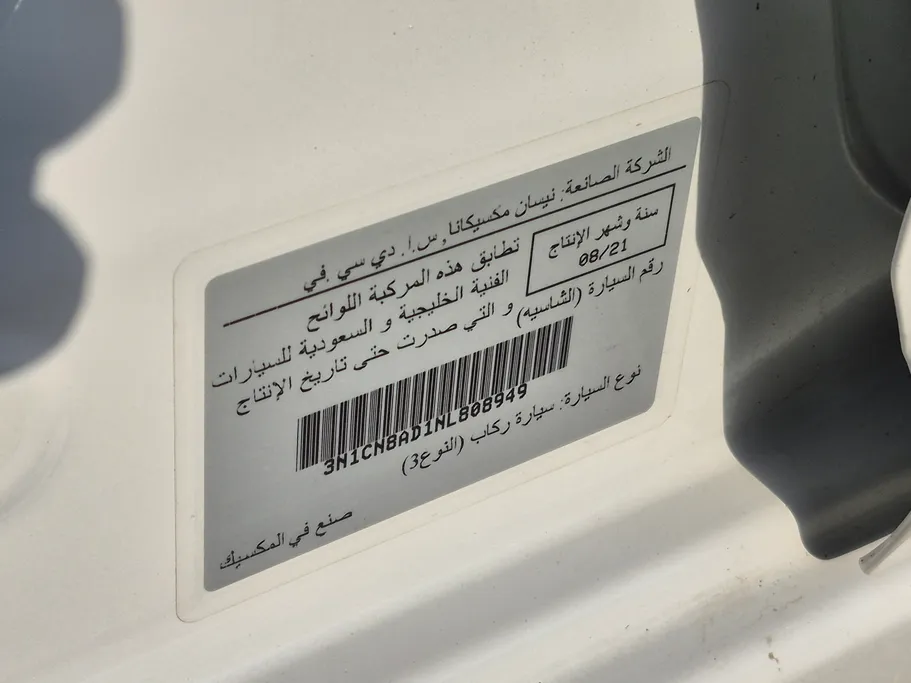 الشركة الصانعة: نيسان مكسيكانا, س.ا. دي سي .في
سنة وشهر الإنتاج
08/21
تطابق هذه المركبة اللوائح
الفنية الخليجية و السعودية للسيارات
و التي صدرت حتى تاريخ الإنتاج
رقم السيارة (الشاسيه)
3N1CN8AD1NL808949
نوع السيارة: سيارة ركاب (النوع3)
صنع في المكسيك